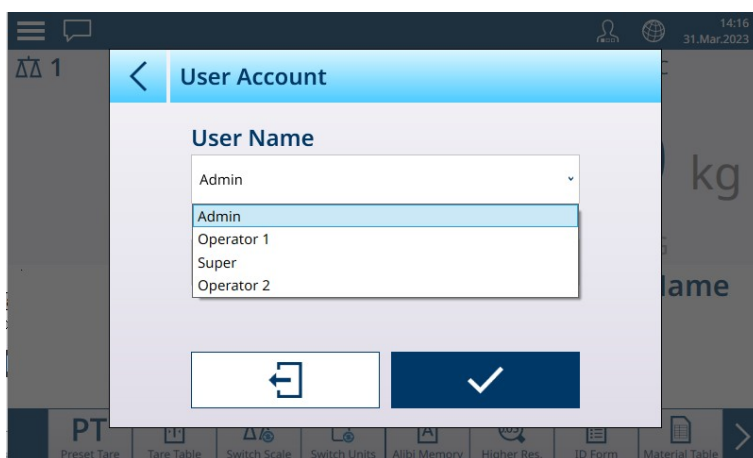 14:16
31.Mar.2023
1
User Account
User Name
kg
Admin
Admin
Operator 1
Super
Operator 2
PT
Preset Tare
Tare Table
Switch Scale
Switch Units
Alibi Memory
Higher Res.
ID Form
Material Table